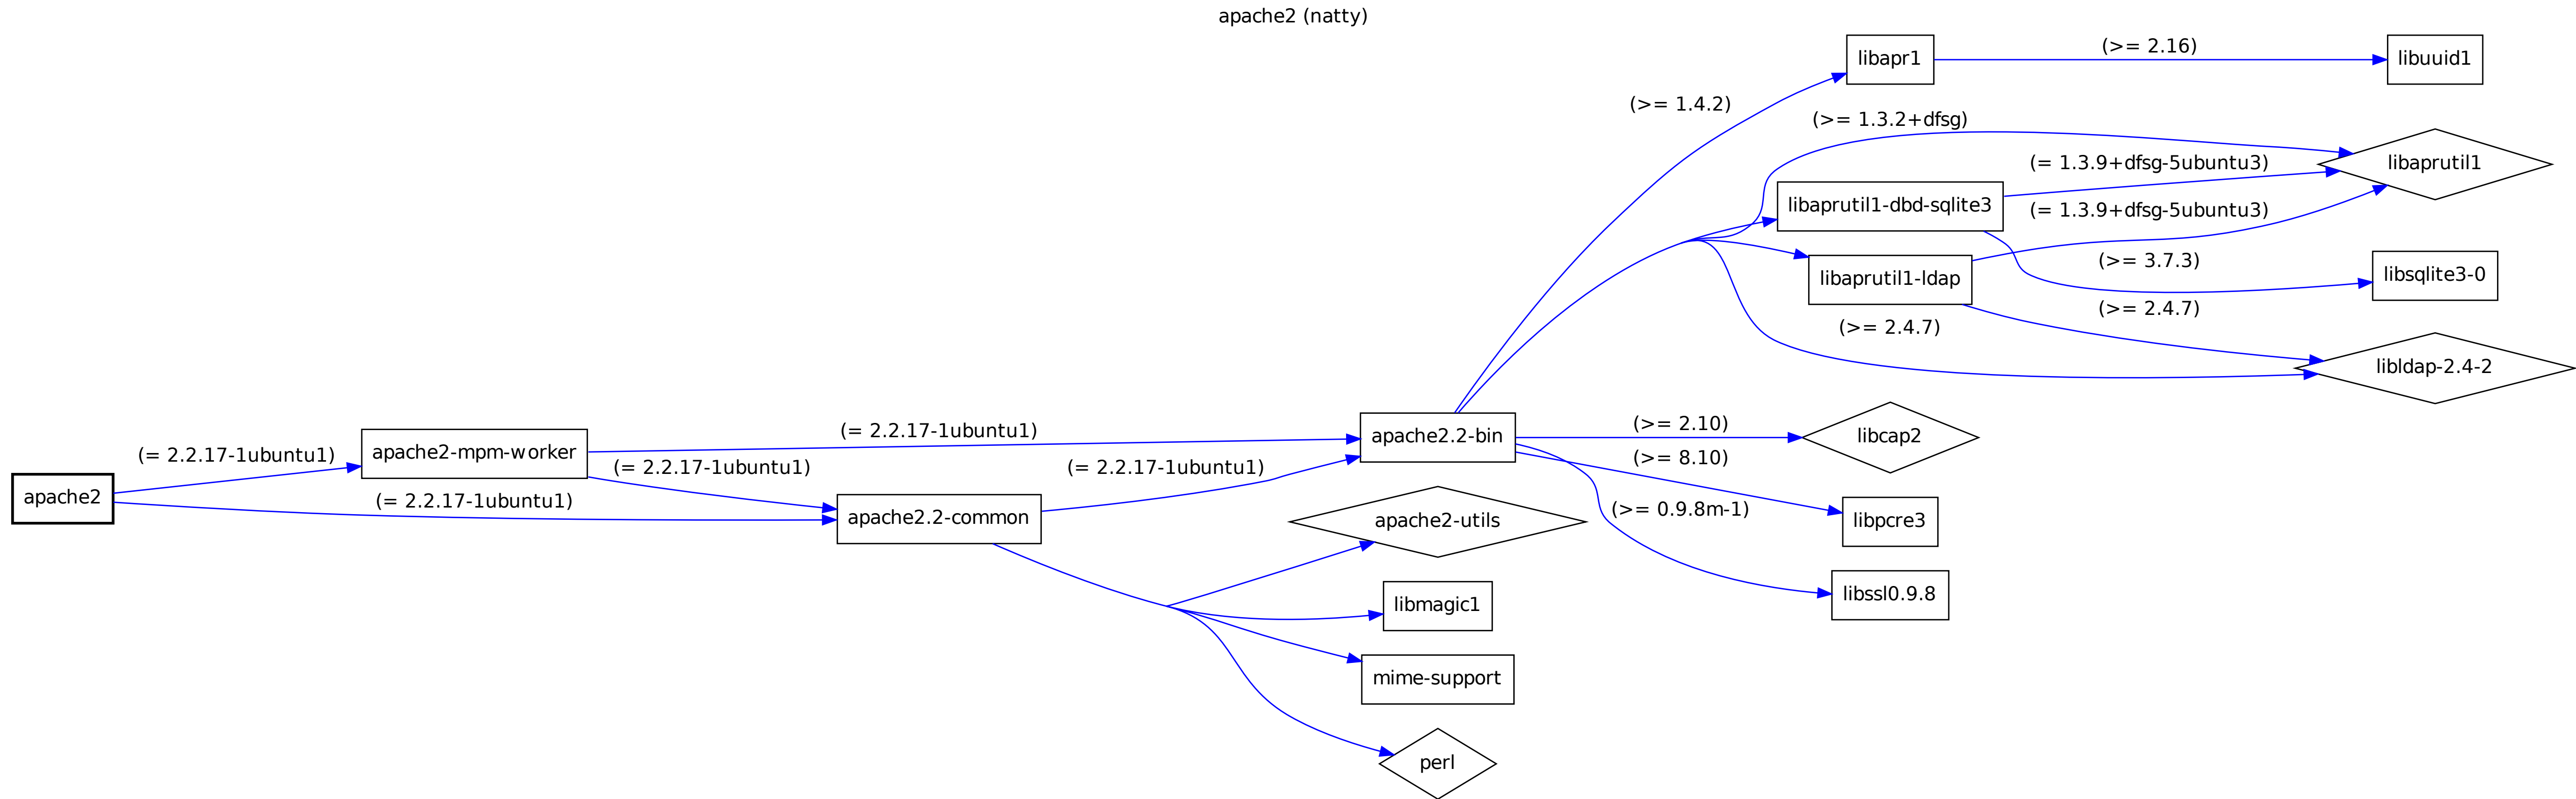 apache2 (natty)
libapr1
(>= 2.16)
libuuid1
(>= 1.4.2)
(>= 1.3.2+dfsg)
(= 1.3.9+dfsg-5ubuntu3)
libaprutil1
libaprutil1-dbd-sqlite3
(= 1.3.9+dfsg-5ubuntu3)
(>= 3.7.3)
libaprutil1-ldap
libsqlite3-0
(>= 2.4.7)
(>= 2.4.7)
libldap-2.4-2
(>= 2.10)
(= 2.2.17-1ubuntu1)
apache2.2-bin
libcap2
(= 2.2.17-1ubuntu1)
apache2-mpm-worker
(>= 8.10)
(= 2.2.17-1ubuntu1)
(= 2.2.17-1ubuntu1)
apache2
(= 2.2.17-1ubuntu1)
(>= 0.9.8m-1)
apache2.2-common
apache2-utils
libpcre3
libssl0.9.8
libmagic1
mime-support
perl